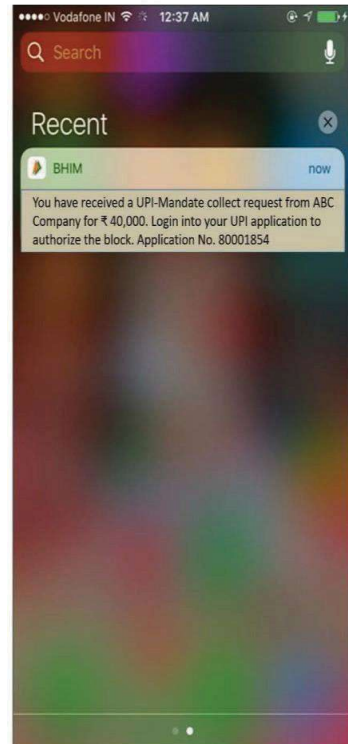 Vodafone IN 12:37 AM
Search
Recent
BHIM now
You have received a UPI-Mandate collect request from ABC
Company for ₹ 40,000. Login into your UPI application to
authorize the block. Application No. 80001854